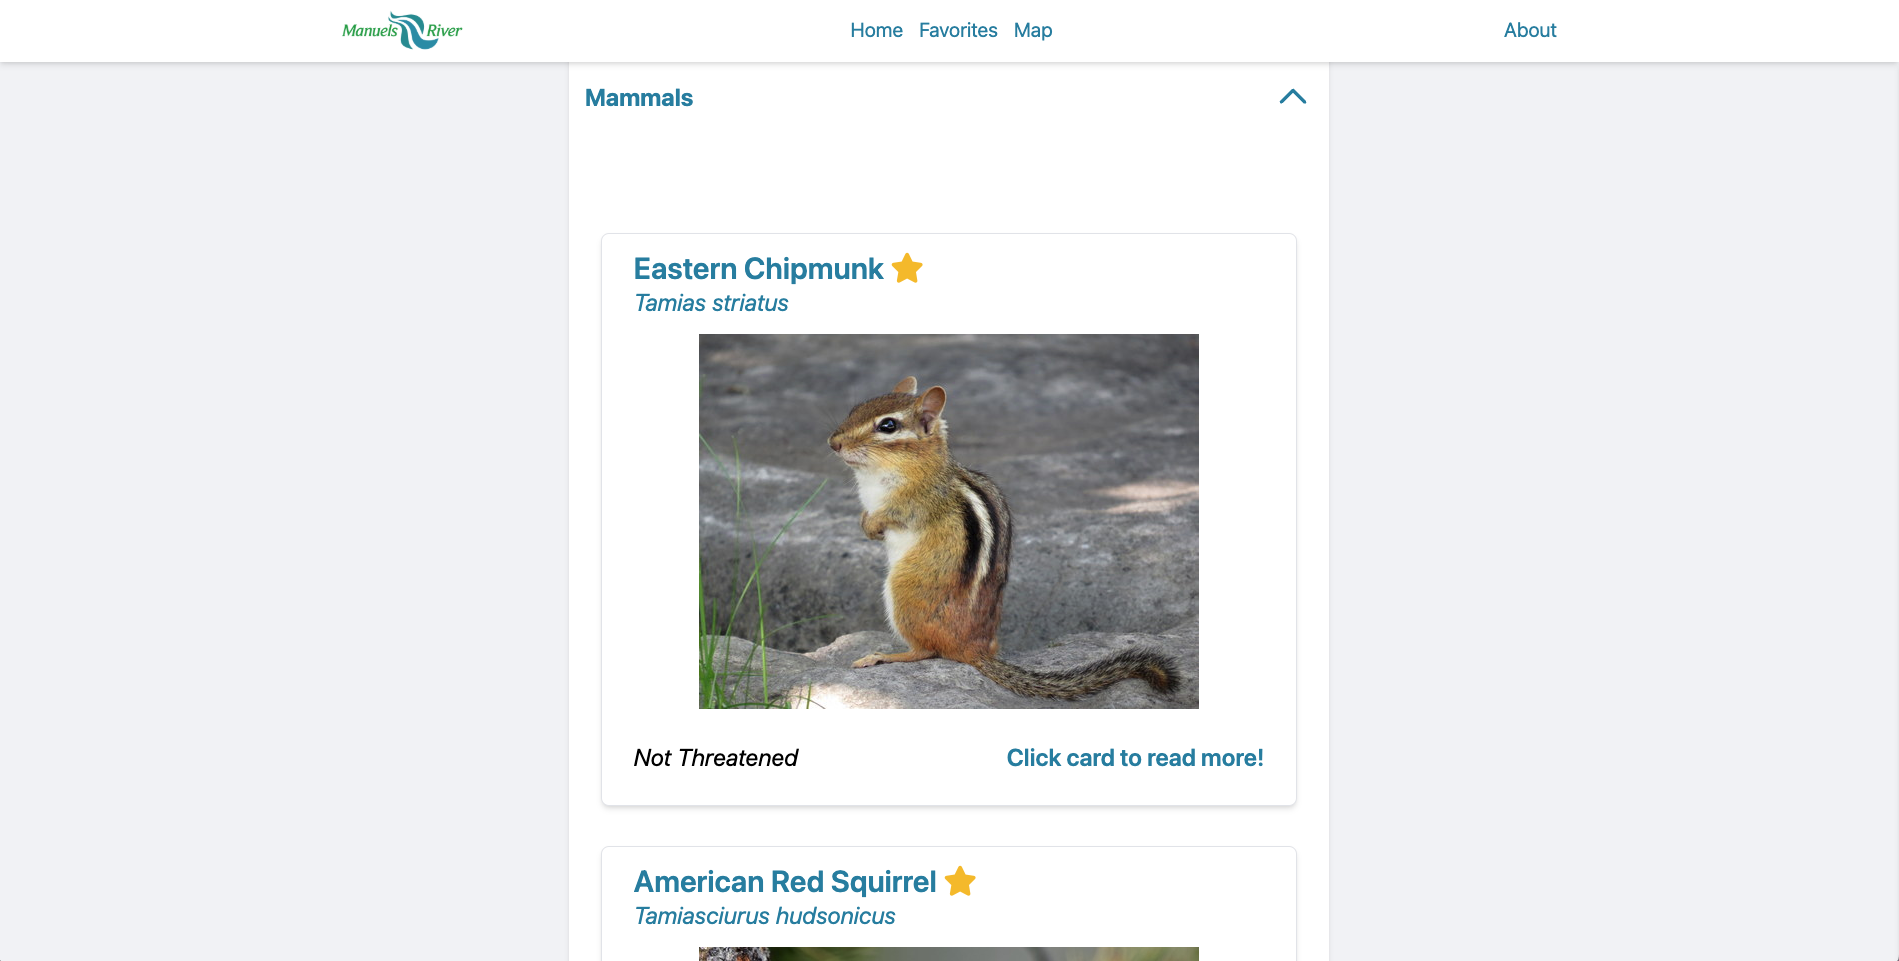 Manuels River
Home Favorites Map
About
Mammals
Eastern Chipmunk
Tamias striatus
Not Threatened
Click card to read more!
American Red Squirrel
Tamiasciurus hudsonicus